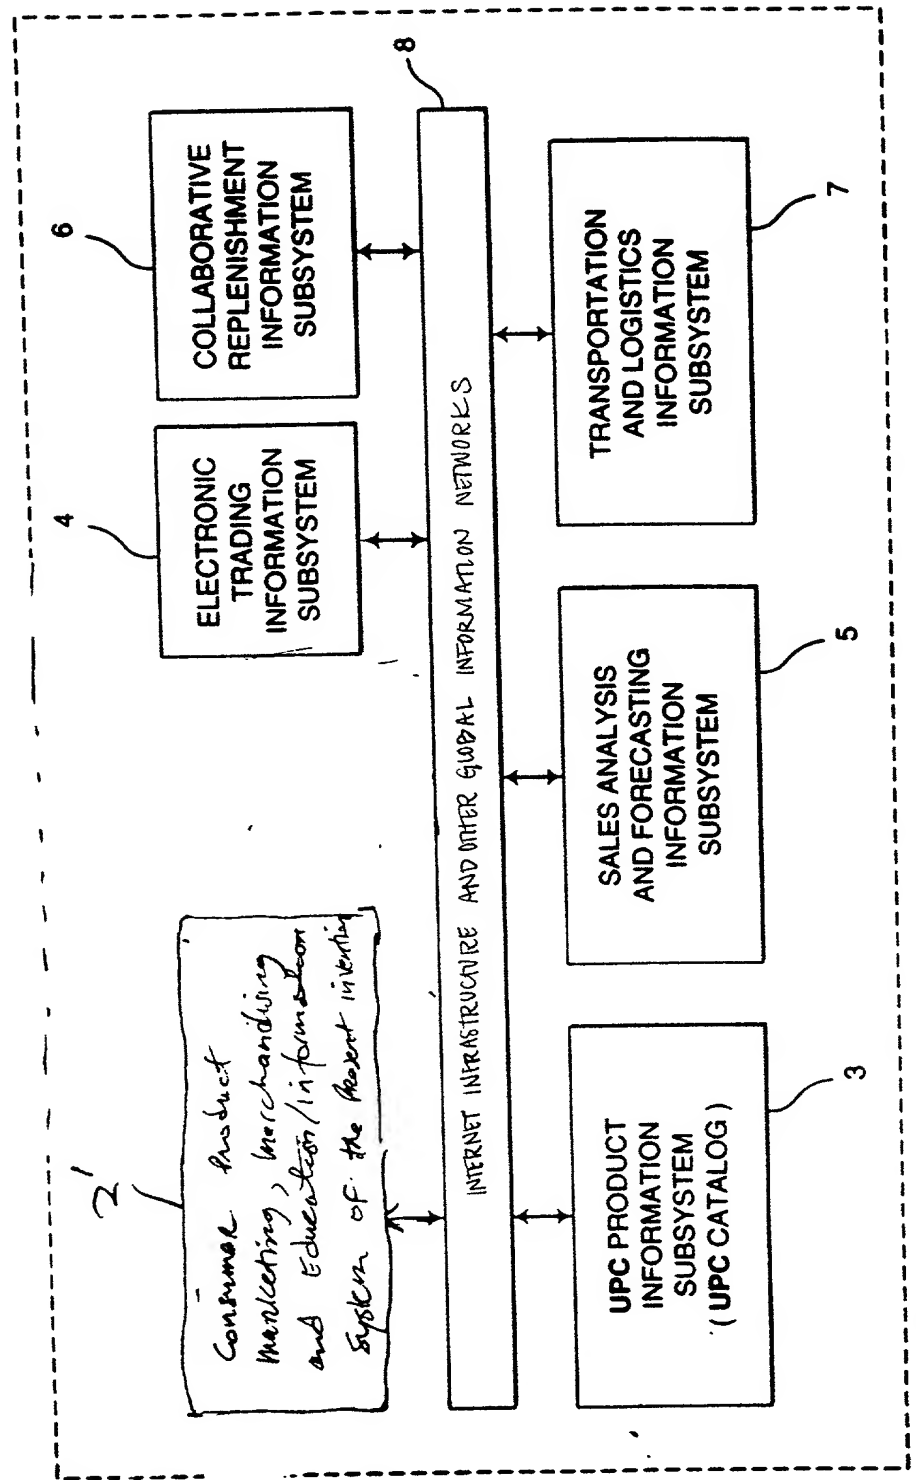 2'
Consumer Product
Marketing, Merchandising
and Education/Information
System of the Present invention
4
ELECTRONIC
TRADING
INFORMATION
SUBSYSTEM
6
COLLABORATIVE
REPLENISHMENT
INFORMATION
SUBSYSTEM
8
INTERNET INFRASTRUCTURE AND OTHER GLOBAL INFORMATION NETWORKS
UPC PRODUCT
INFORMATION
SUBSYSTEM
(UPC CATALOG)
3
SALES ANALYSIS
AND FORECASTING
INFORMATION
SUBSYSTEM
5
TRANSPORTATION
AND LOGISTICS
INFORMATION
SUBSYSTEM
7